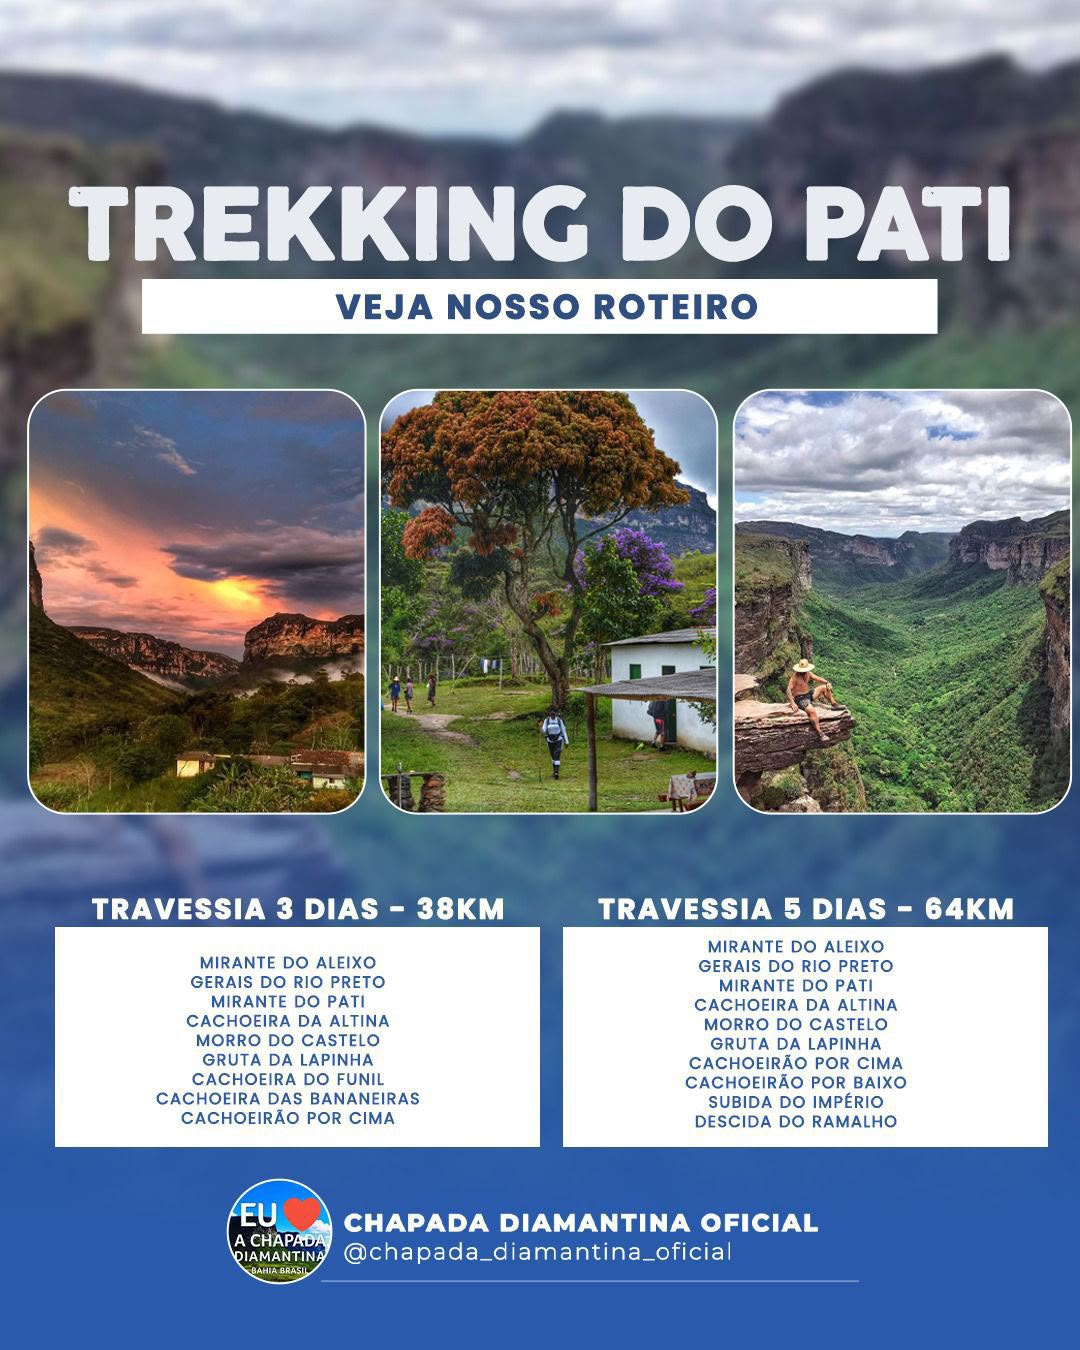 TREKKING DO PATI
VEJA NOSSO ROTEIRO
TRAVESSIA 3 DIAS - 38KM
MIRANTE DO ALEIXO
GERAIS DO RIO PRETO
MIRANTE DO PATI
CACHOEIRA DA ALTINA
MORRO DO CASTELO
GRUTA DA LAPINHA
CACHOEIRA DO FUNIL
CACHOEIRA DAS BANANEIRAS
CACHOEIRÃO POR CIMA
TRAVESSIA 5 DIAS - 64KM
MIRANTE DO ALEIXO
GERAIS DO RIO PRETO
MIRANTE DO PATI
CACHOEIRA DA ALTINA
MORRO DO CASTELO
GRUTA DA LAPINHA
CACHOEIRÃO POR CIMA
CACHOEIRÃO POR BAIXO
SUBIDA DO IMPÉRIO
DESCIDA DO RAMALHO
EU
A CHAPADA
DIAMANTINA
BAHIA BRASIL
CHAPADA DIAMANTINA OFICIAL
@chapada_diamantina_oficial